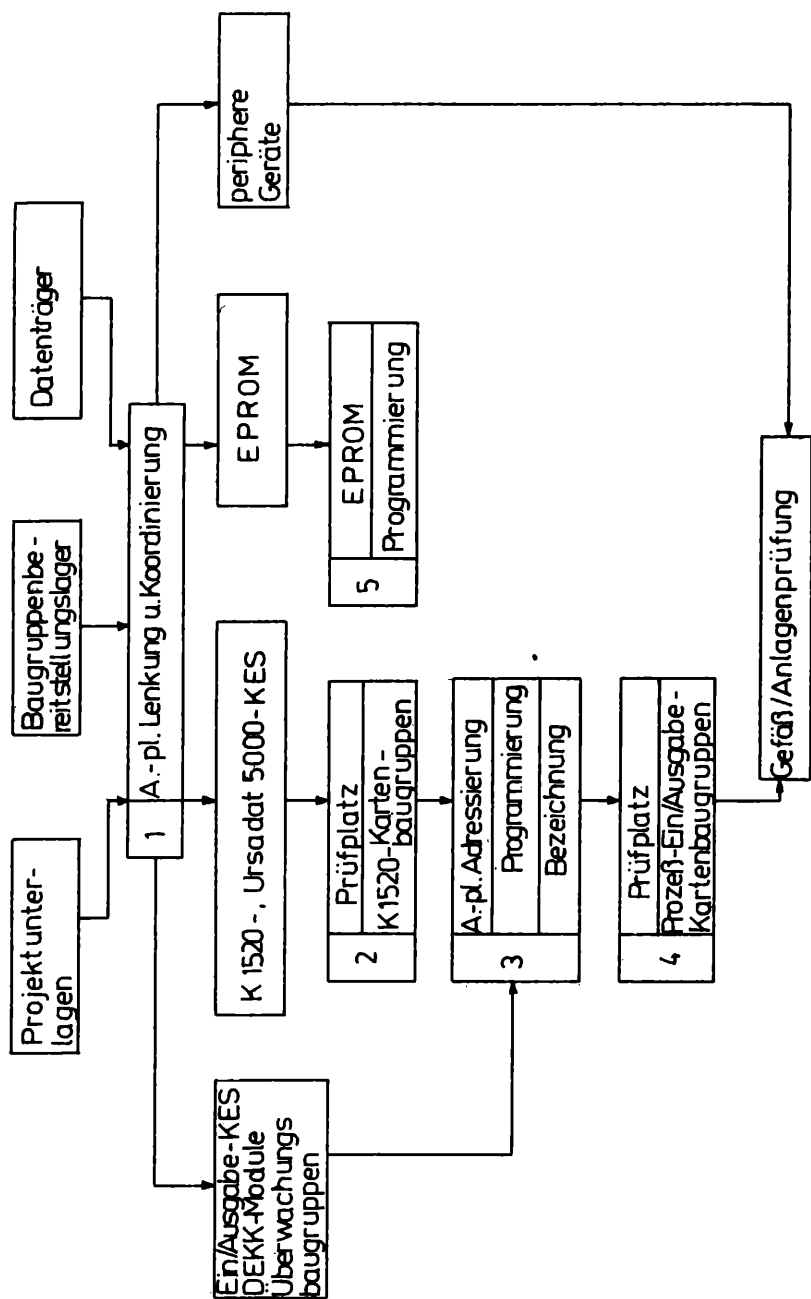 Projektunter-
lagen
Baugruppenbe-
reitstellungslager
Datenträger
1 A.-pl. Lenkung u. Koordinierung
Ein/Ausgabe-KES
DEKK-Module
Überwachungs
baugruppen
K 1520 - , Ursadat 5000-KES
EPROM
periphere
Geräte
2
Prüfplatz
K1520-Karten-
baugruppen
5
EPROM
Programmierung
3
A.-pl. Adressierung
Programmierung
Bezeichnung
4
Prüfplatz
Prozeß-Ein/Ausgabe-
Kartenbaugruppen
Gefäß/Anlagenprüfung